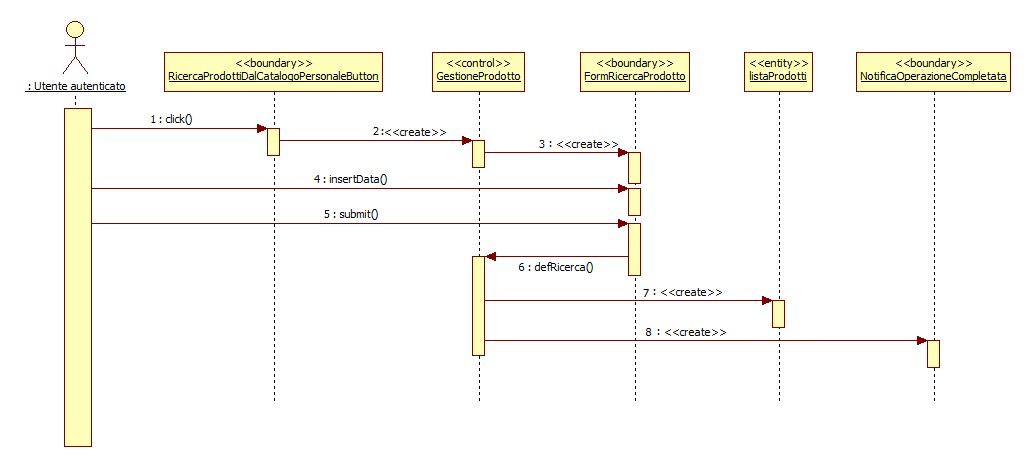 <<boundary>>
RicercaProdottiDalCatalogoPersonaleButton
<<control>>
GestioneProdotto
<<boundary>>
FormRicercaProdotto
<<entity>>
listaProdotti
<<boundary>>
NotificaOperazioneCompletata
: Utente autenticato
1 : click()
2:<<create>>
3 : <<create>>
4 : insertData()
5 : submit()
6 : defRicerca()
7 : <<create>>
8 : <<create>>